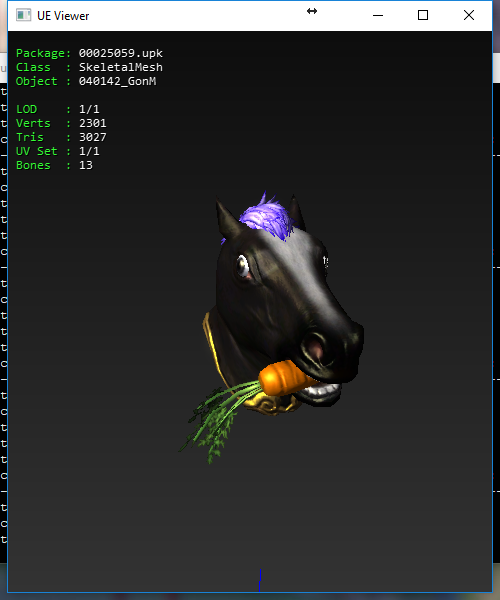 UE Viewer
Package: 00025059.upk
Class : SkeletalMesh
Object : 040142_GonM
LOD : 1/1
Verts : 2301
Tris : 3027
UV Set : 1/1
Bones : 13